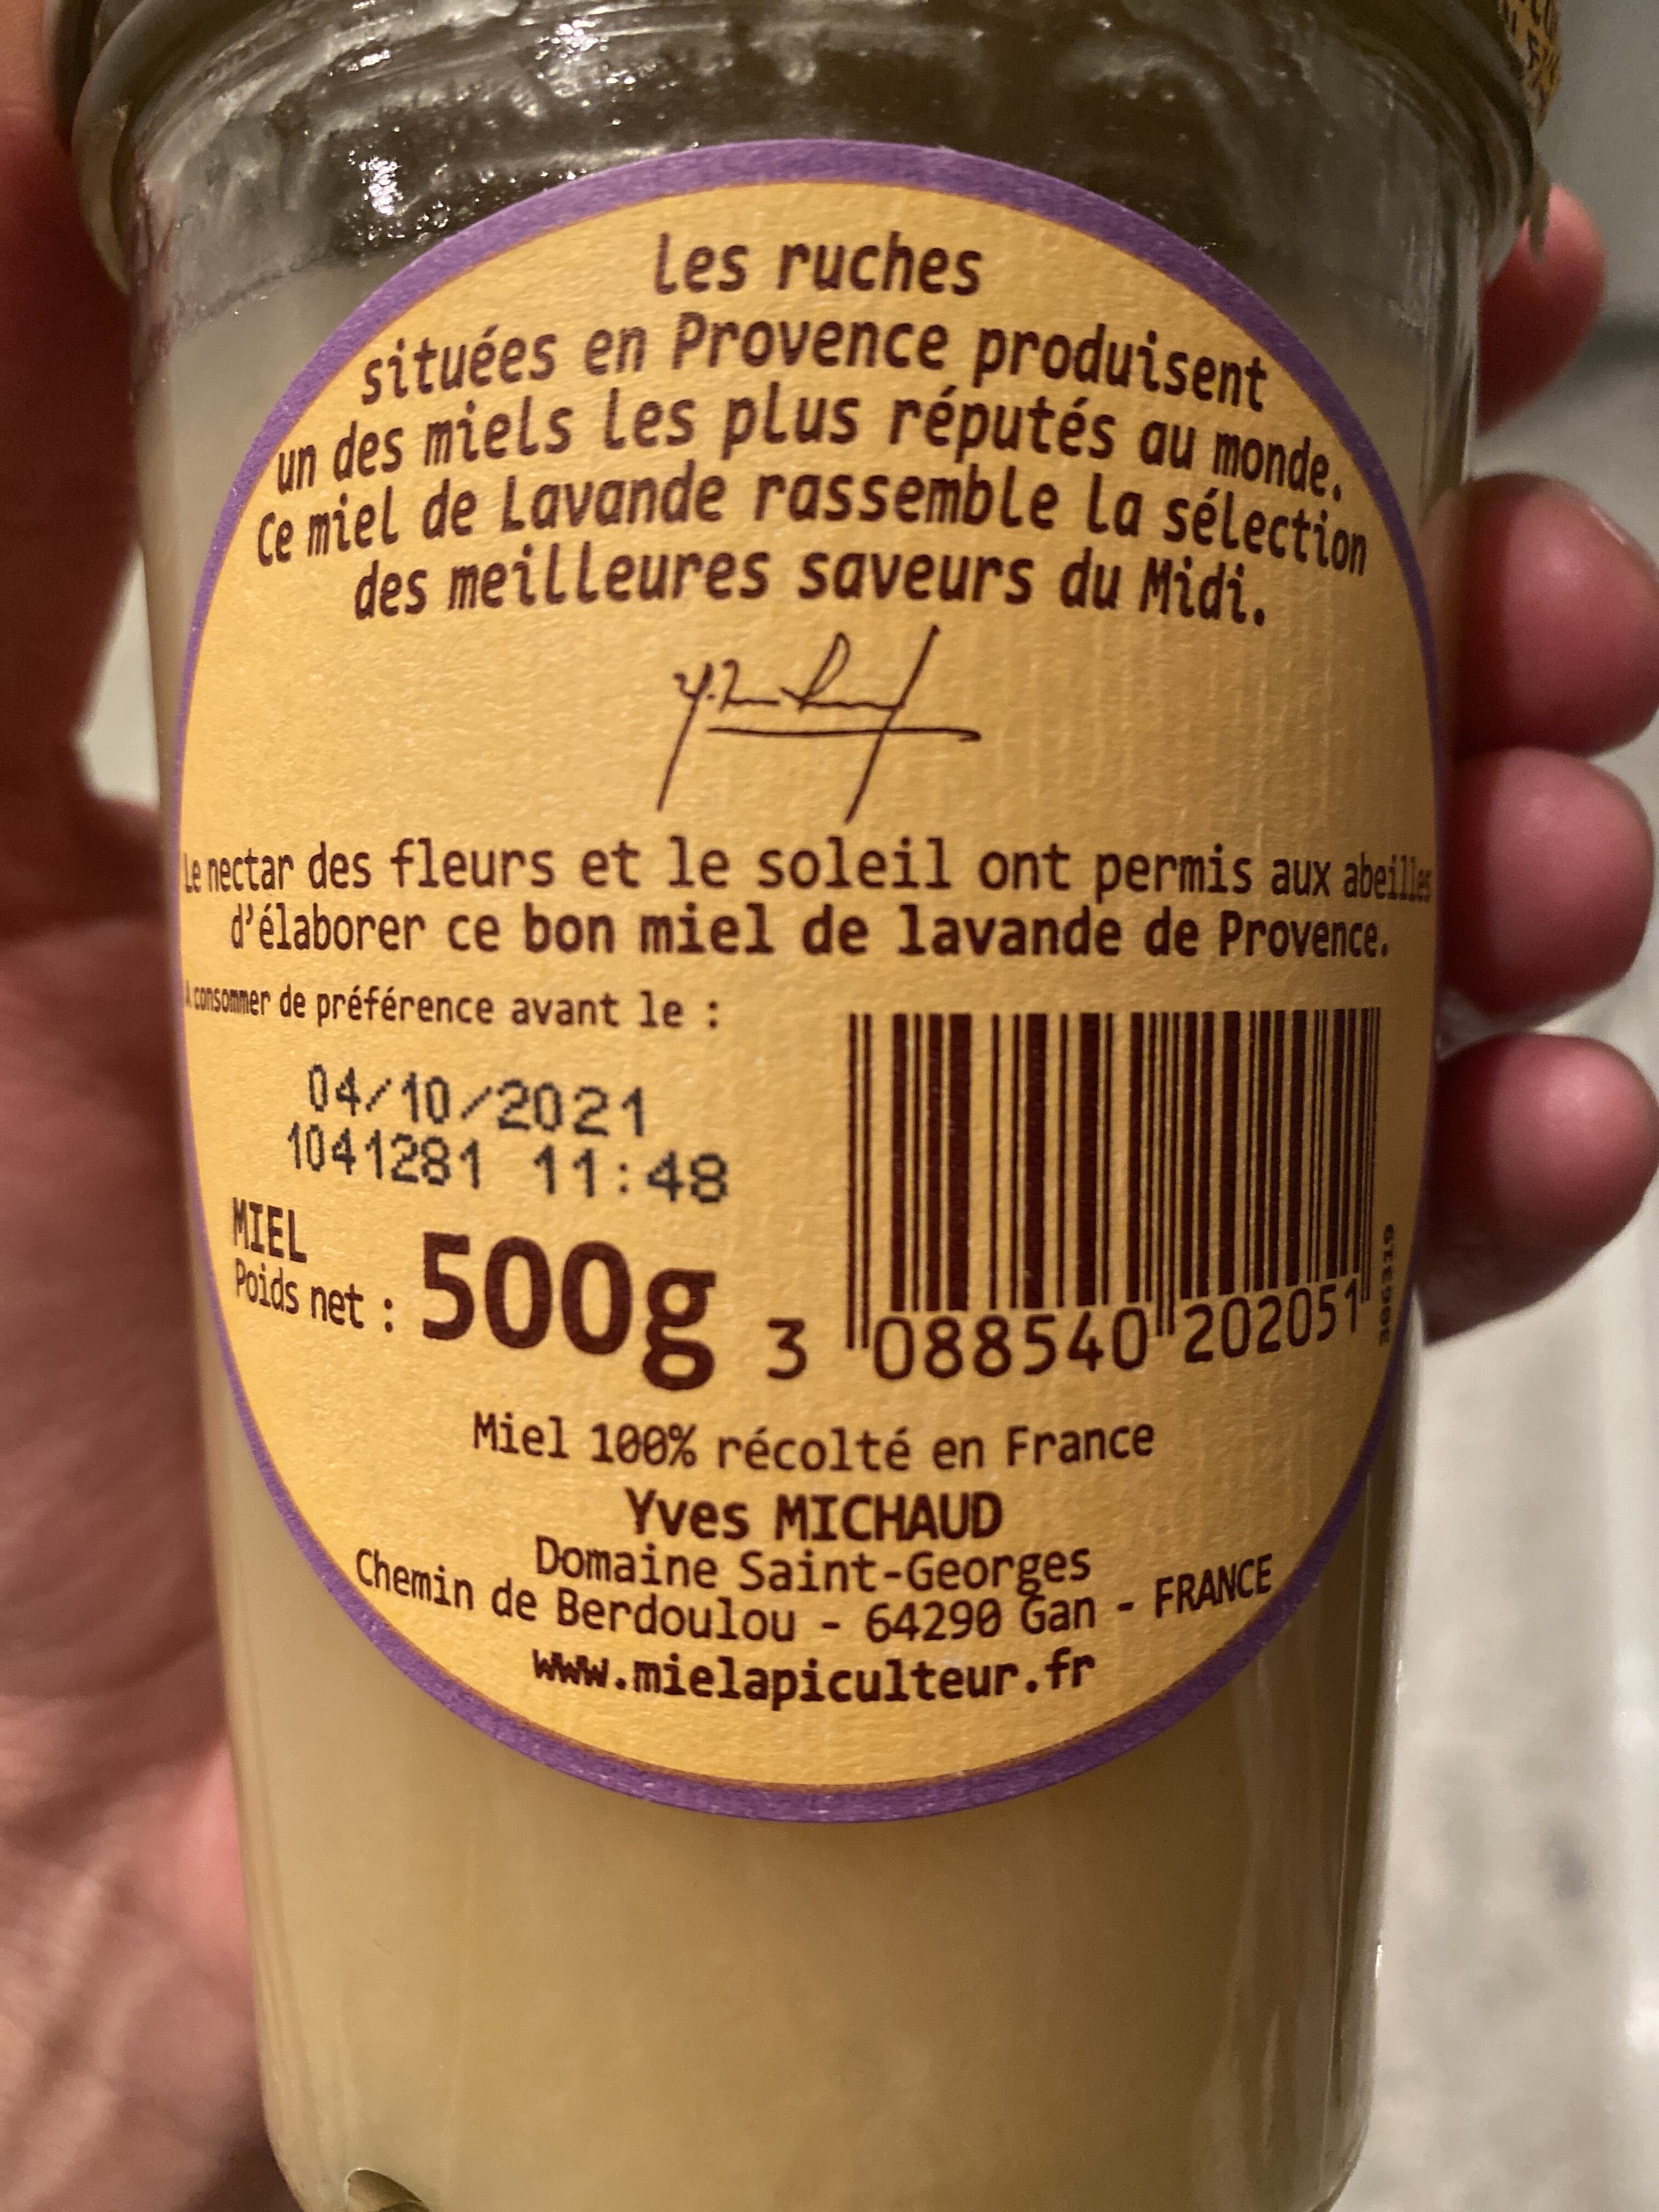 Les ruches
situées en Provence produisent
un des miels les plus réputés au monde.
Ce miel de Lavande rassemble la sélection
des meilleures saveurs du Midi.
Le nectar des fleurs et le soleil ont permis aux abeilles
d'élaborer ce bon miel de lavande de Provence.
A consommer de préférence avant le :
04/10/2021
1041281 11:48
MIEL
Poids net : 500g
3 088540 202051
Miel 100% récolté en France
Yves MICHAUD
Domaine Saint-Georges
Chemin de Berdoulou - 64290 Gan - FRANCE
www.mielapiculteur.fr